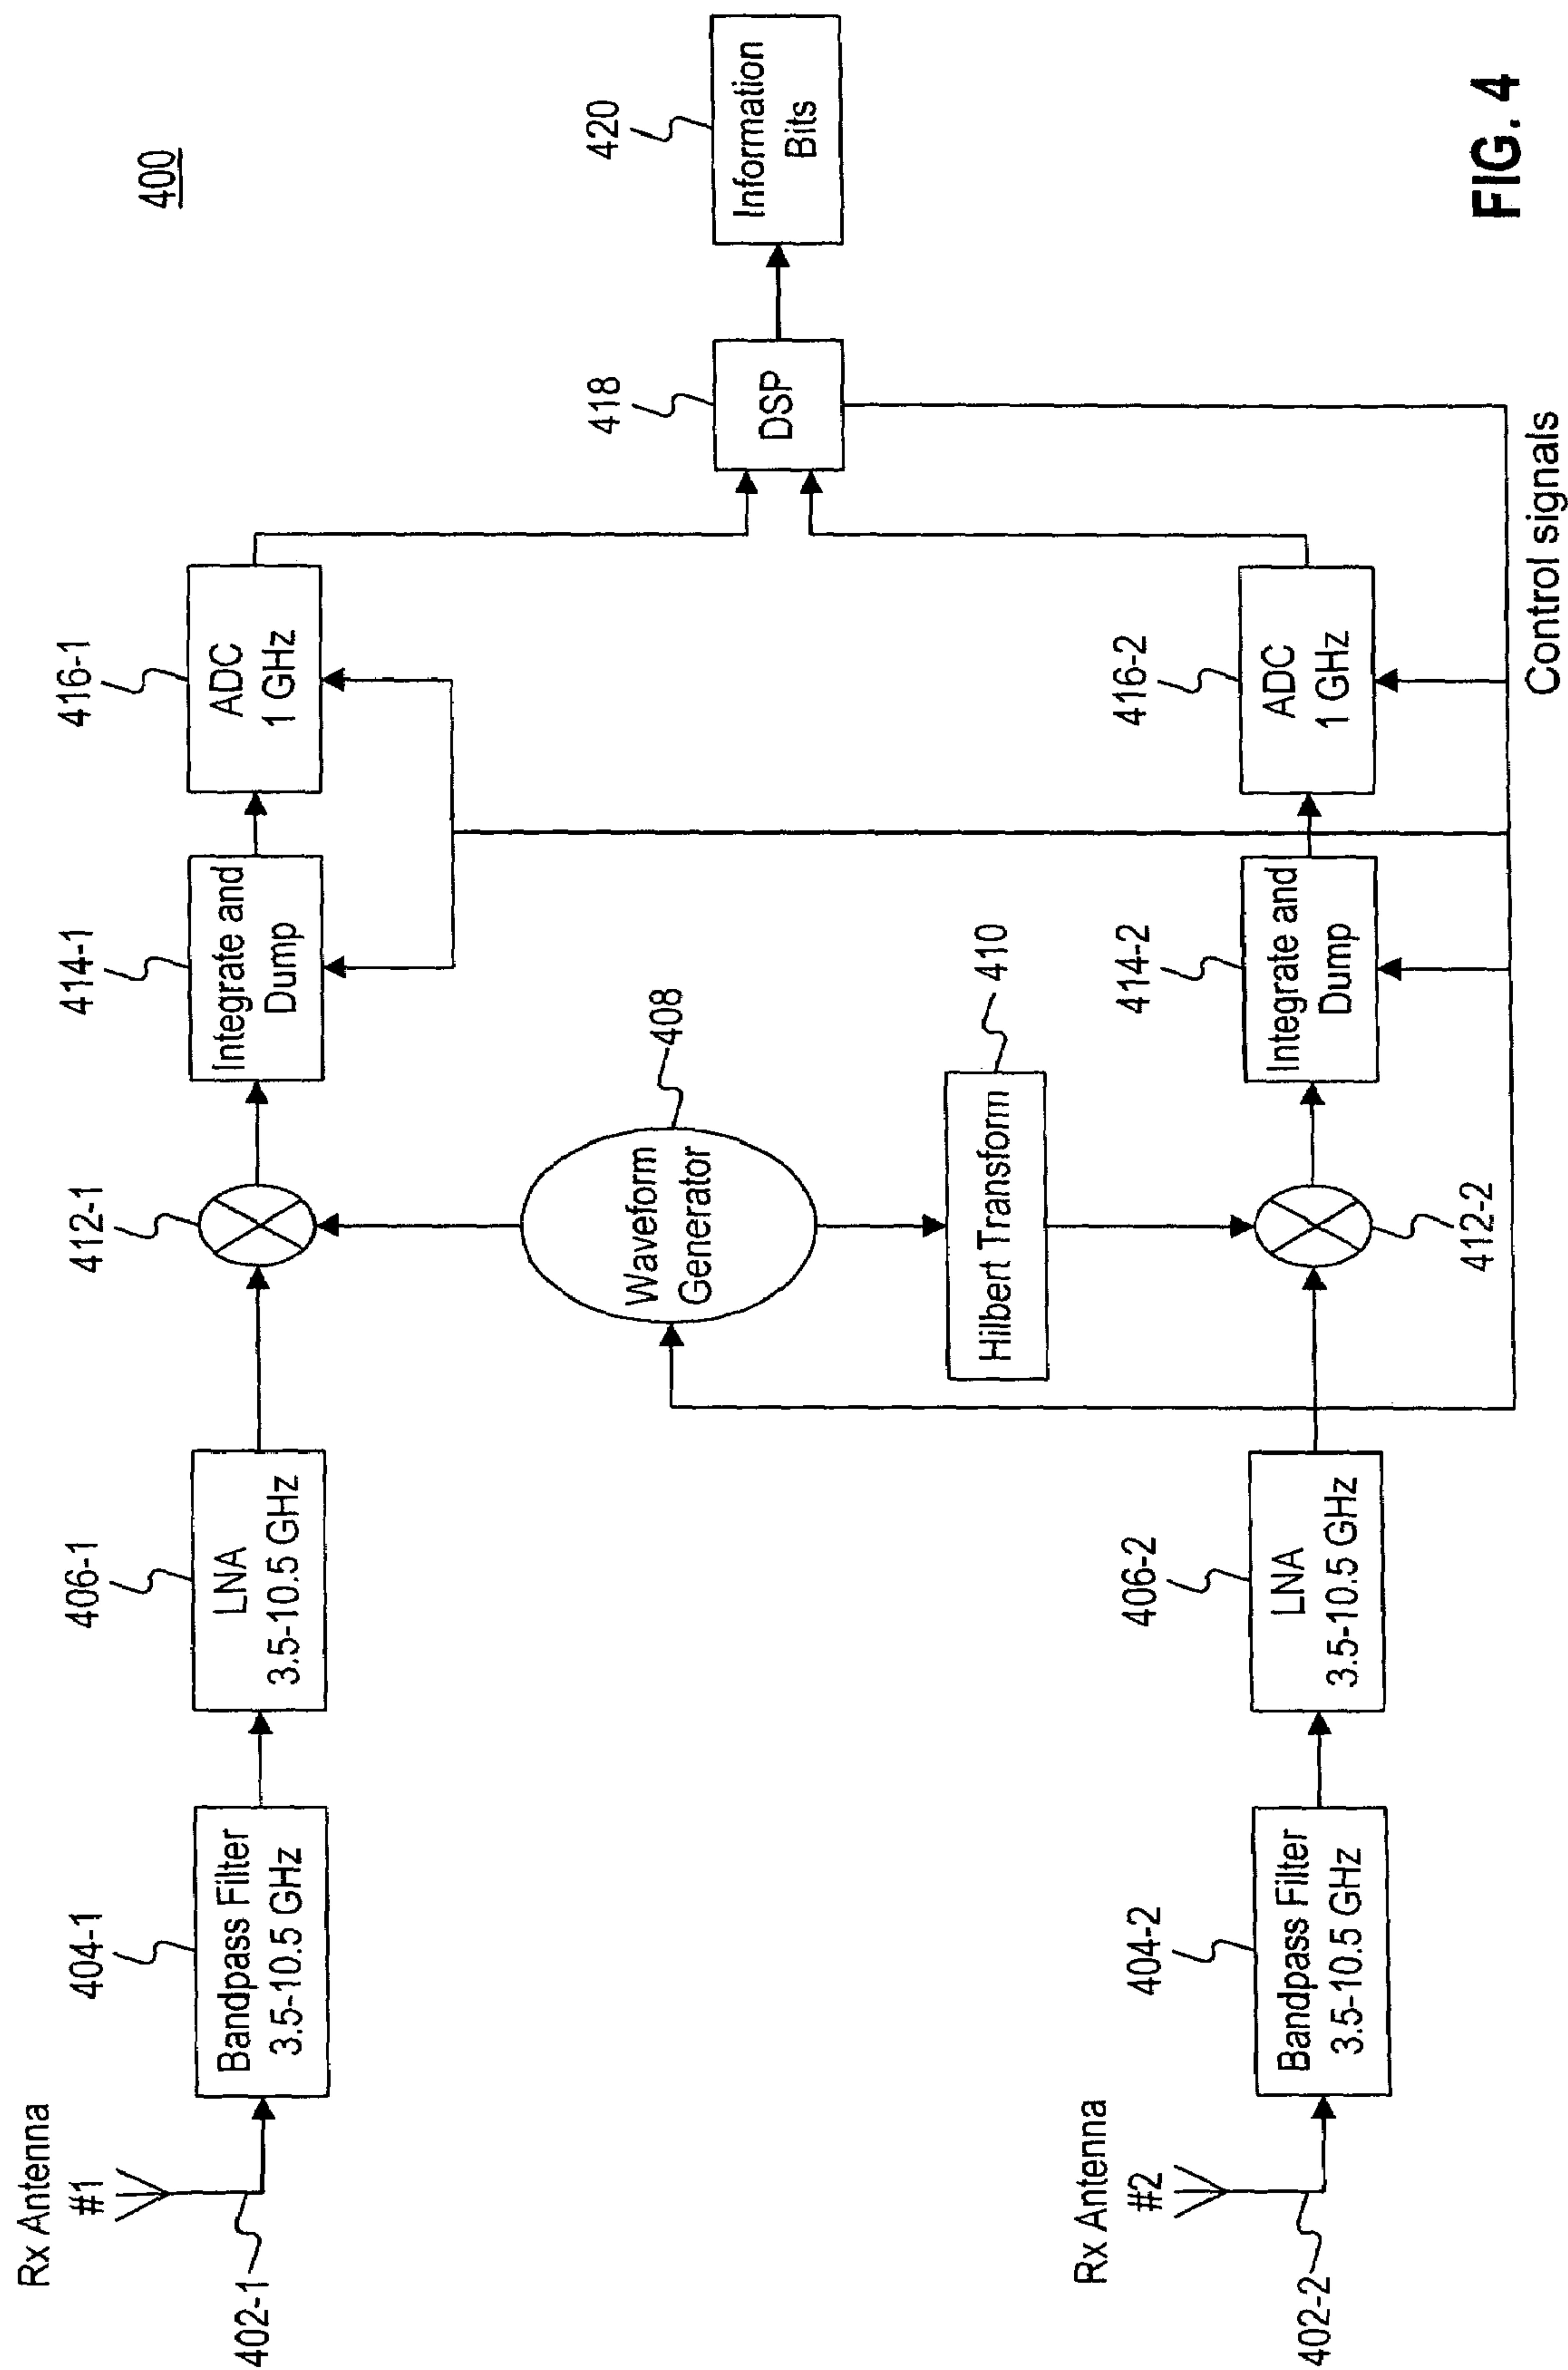 400
Rx Antenna
#1
402-1
404-1
Bandpass Filter
3.5-10.5 GHz
406-1
LNA
3.5-10.5 GHz
412-1
414-1
Integrate and
Dump
416-1
ADC
1 GHz
408
Waveform
Generator
410
Hilbert Transform
418
DSP
420
Information
Bits
Rx Antenna
#2
402-2
404-2
Bandpass Filter
3.5-10.5 GHz
406-2
LNA
3.5-10.5 GHz
412-2
414-2
Integrate and
Dump
416-2
ADC
1 GHz
Control signals
FIG. 4